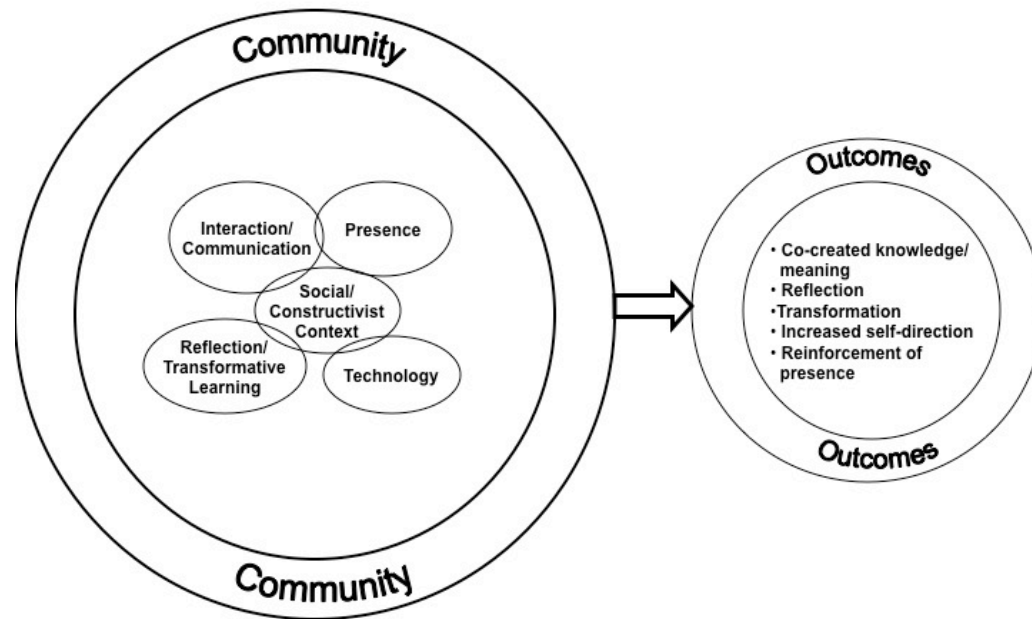 Community
Interaction/
Communication
Presence
Social/
Constructivist
Context
Reflection/
Transformative
Learning
Technology
Community
Outcomes
• Co-created knowledge/
meaning
• Reflection
•Transformation
• Increased self-direction
• Reinforcement of
presence
Outcomes